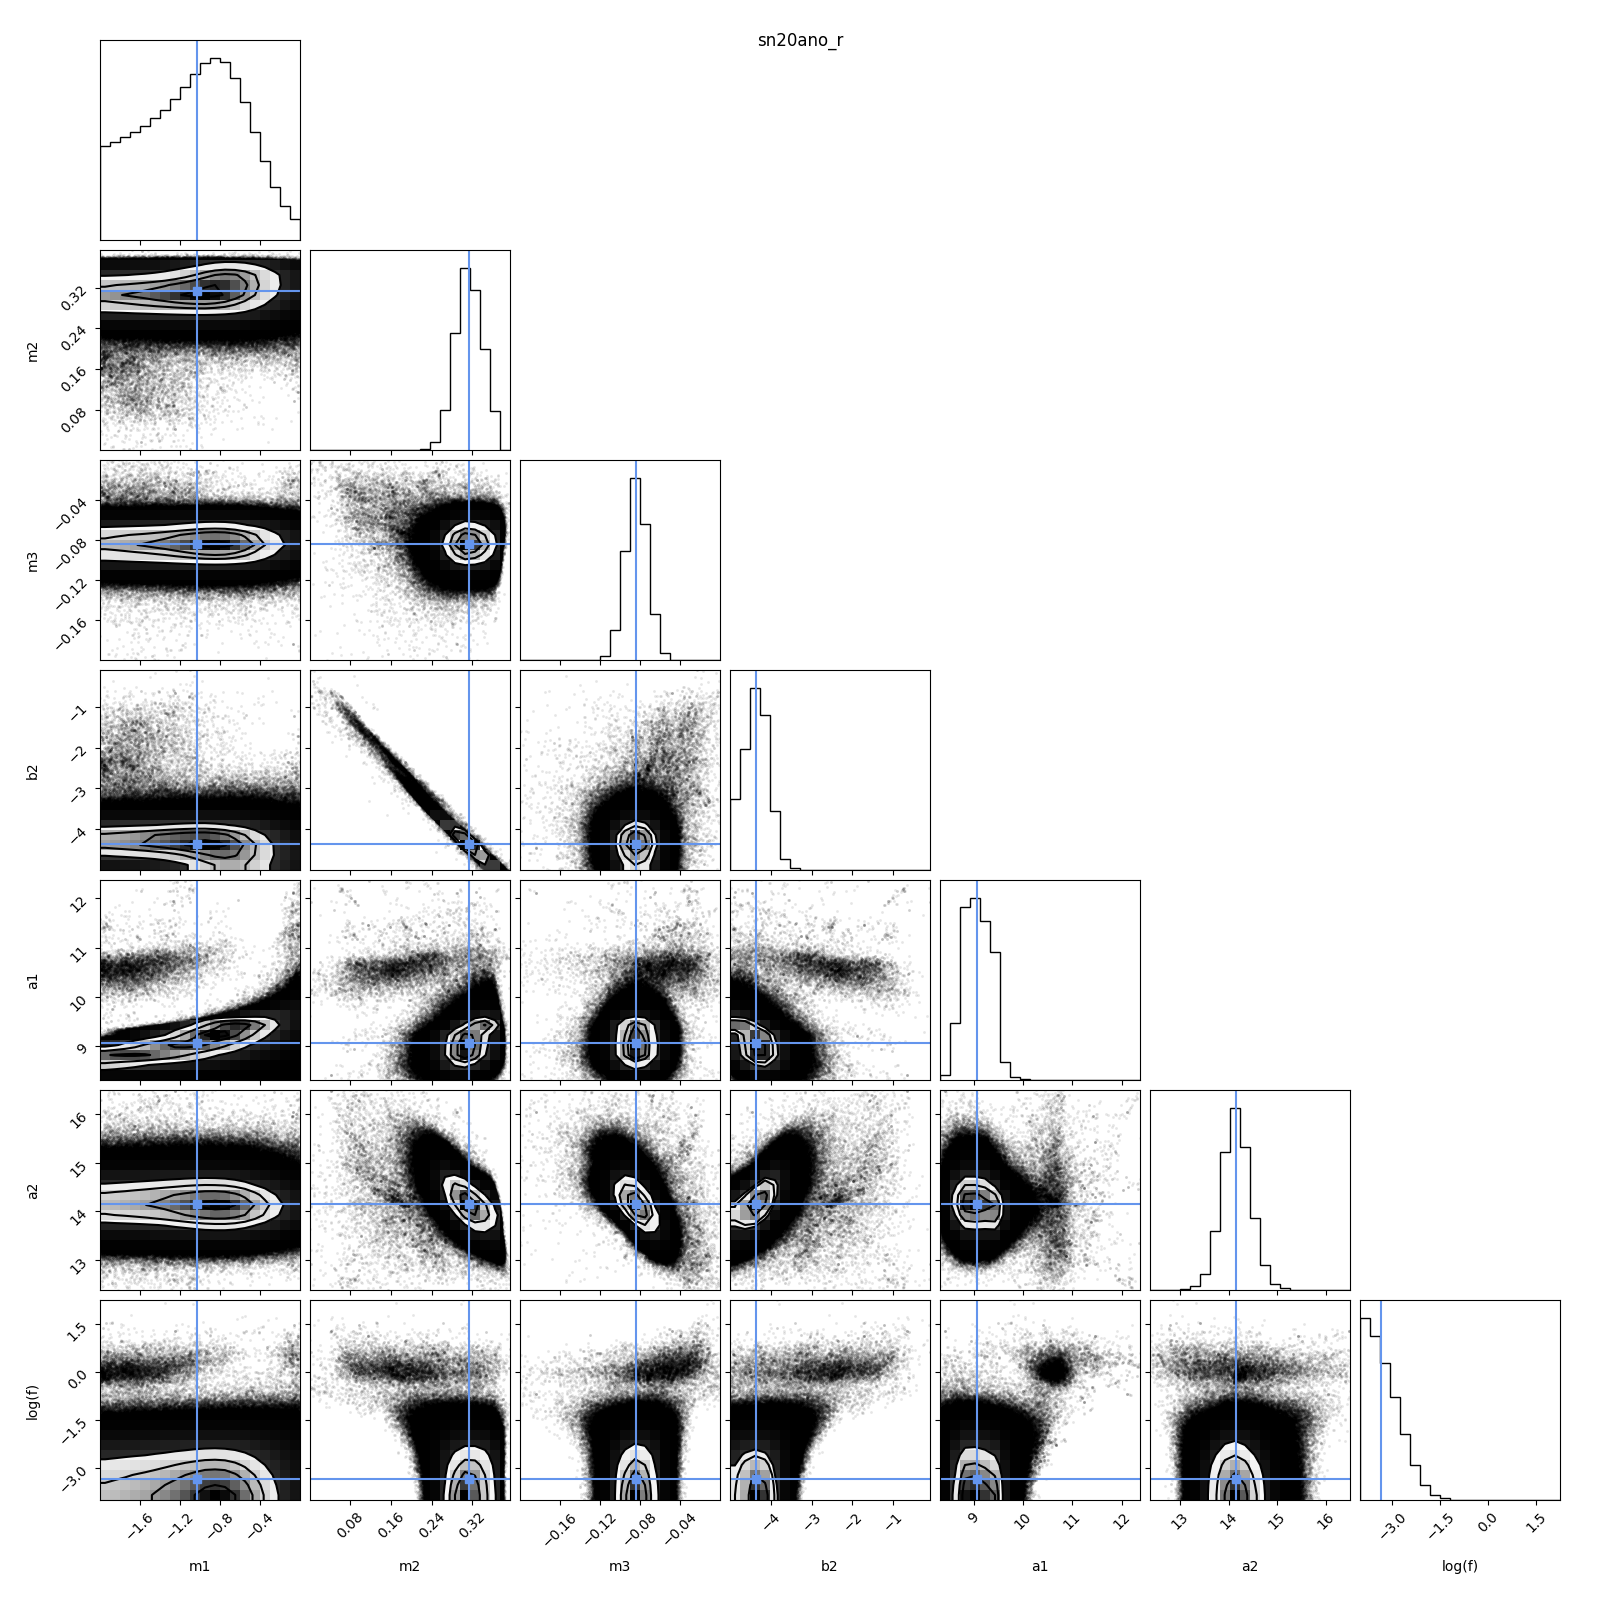 sn20ano_r
m2
0.32
0.24
0.16
0.08
m3
−0.04
−0.08
−0.12
−0.16
b2
−1
−2
−3
−4
a1
12
11
10
9
a2
16
15
14
13
log(f)
1.5
0.0
−1.5
−3.0
−1.6 −1.2 −0.8 −0.4
0.08 0.16 0.24 0.32
−0.16 −0.12 −0.08 −0.04
−4 −3 −2 −1
9 10 11 12
13 14 15 16
−3.0 −1.5 0.0 1.5
m1 m2 m3 b2 a1 a2 log(f)